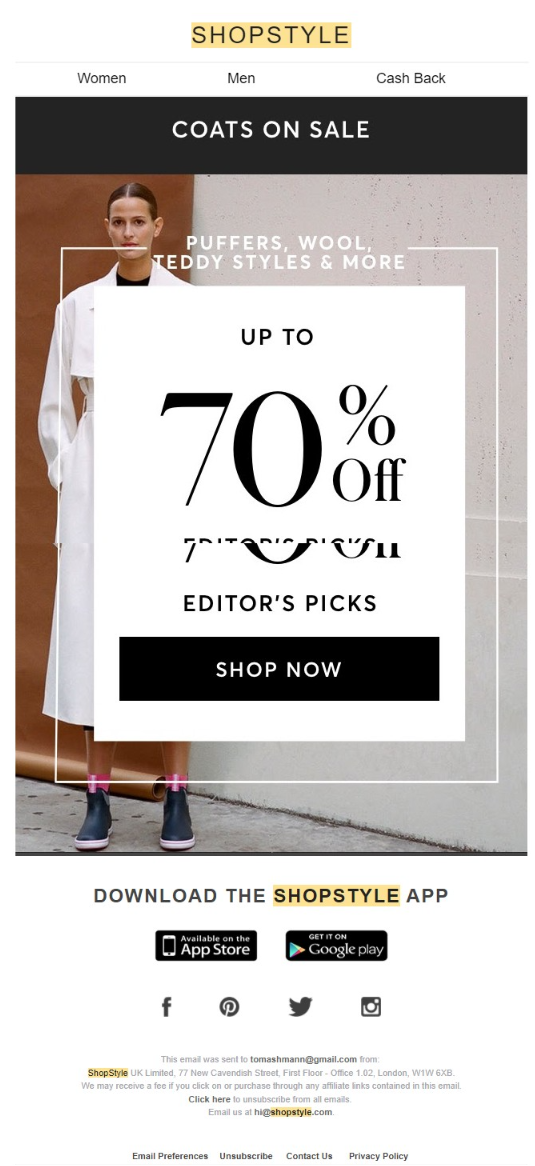 SHOPSTYLE
Women Men Cash Back
COATS ON SALE
PUFFERS, WOOL,
TEDDY STYLES & MORE
UP TO
70% Off
EDITOR'S PICKS
EDITOR'S PICKS
SHOP NOW
DOWNLOAD THE SHOPSTYLE APP
Available on the
App Store
GET IT ON
Google play
This email was sent to tomashmann@gmail.com from:
ShopStyle UK Limited, 77 New Cavendish Street, First Floor - Office 1.02, London, W1W 6XB.
We may receive a fee if you click on or purchase through any affiliate links contained in this email.
Click here to unsubscribe from all emails.
Email us at hi@shopstyle.com.
Email Preferences Unsubscribe Contact Us Privacy Policy